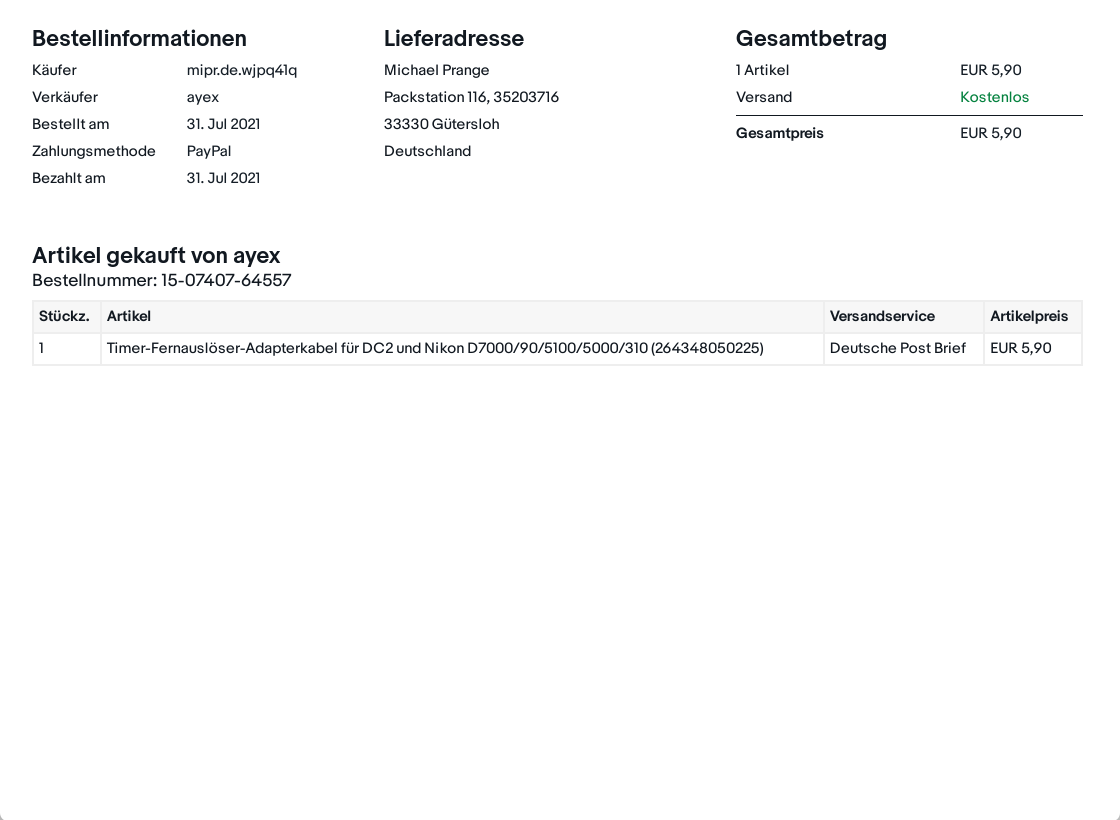 Bestellinformationen
Käufer mipr.de.wjpq41q
Verkäufer ayex
Bestellt am 31. Jul 2021
Zahlungsmethode PayPal
Bezahlt am 31. Jul 2021
Lieferadresse
Michael Prange
Packstation 116, 35203716
33330 Gütersloh
Deutschland
Gesamtbetrag
1 Artikel EUR 5,90
Versand Kostenlos
Gesamtpreis EUR 5,90
Artikel gekauft von ayex
Bestellnummer: 15-07407-64557
Stückz. Artikel Versandservice Artikelpreis
1 Timer-Fernauslöser-Adapterkabel für DC2 und Nikon D7000/90/5100/5000/310 (264348050225) Deutsche Post Brief EUR 5,90